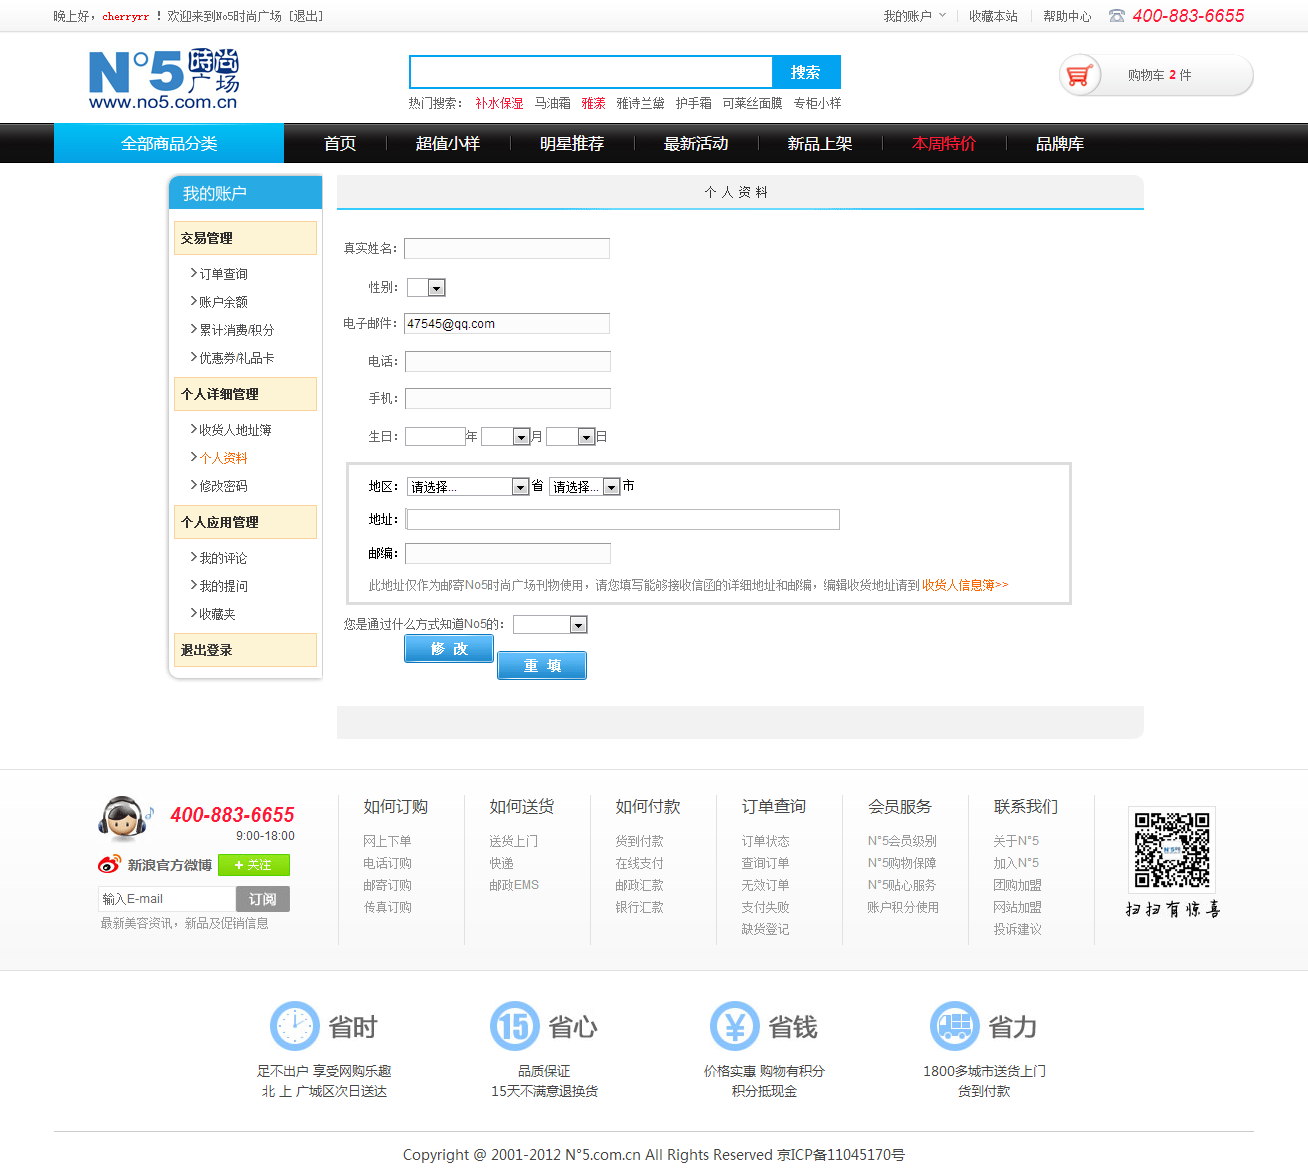 晚上好，cherryrr ！欢迎来到No5时尚广场 [退出]
我的账户 收藏本站 帮助中心 400-883-6655
N°5 時尚广场
www.no5.com.cn
搜索
热门搜索： 补水保湿 马油霜 雅漾 雅诗兰黛 护手霜 可莱丝面膜 专柜小样
购物车 2 件
全部商品分类 首页 超值小样 明星推荐 最新活动 新品上架 本周特价 品牌库
我的账户
交易管理
订单查询
账户余额
累计消费/积分
优惠券/礼品卡
个人详细管理
收货人地址簿
个人资料
修改密码
个人应用管理
我的评论
我的提问
收藏夹
退出登录
个人资料
真实姓名：
性别：
电子邮件： 47545@qq.com
电话：
手机：
生日： 年 月 日
地区： 请选择... 省 请选择... 市
地址：
邮编：
此地址仅作为邮寄No5时尚广场刊物使用，请您填写能够接收信函的详细地址和邮编，编辑收货地址请到 收货人信息簿>>
您是通过什么方式知道No5的：
修 改
重 填
400-883-6655
9:00-18:00
新浪官方微博 + 关注
输入E-mail 订阅
最新美容资讯，新品及促销信息
如何订购
网上下单
电话订购
邮寄订购
传真订购
如何送货
送货上门
快递
邮政EMS
如何付款
货到付款
在线支付
邮政汇款
银行汇款
订单查询
订单状态
查询订单
无效订单
支付失败
缺货登记
会员服务
N°5会员级别
N°5购物保障
N°5贴心服务
账户积分使用
联系我们
关于N°5
加入N°5
团购加盟
网站加盟
投诉建议
扫扫有惊喜
省时
足不出户 享受网购乐趣
北 上 广城区次日送达
15 省心
品质保证
15天不满意退换货
¥ 省钱
价格实惠 购物有积分
积分抵现金
省力
1800多城市送货上门
货到付款
Copyright @ 2001-2012 N°5.com.cn All Rights Reserved 京ICP备11045170号